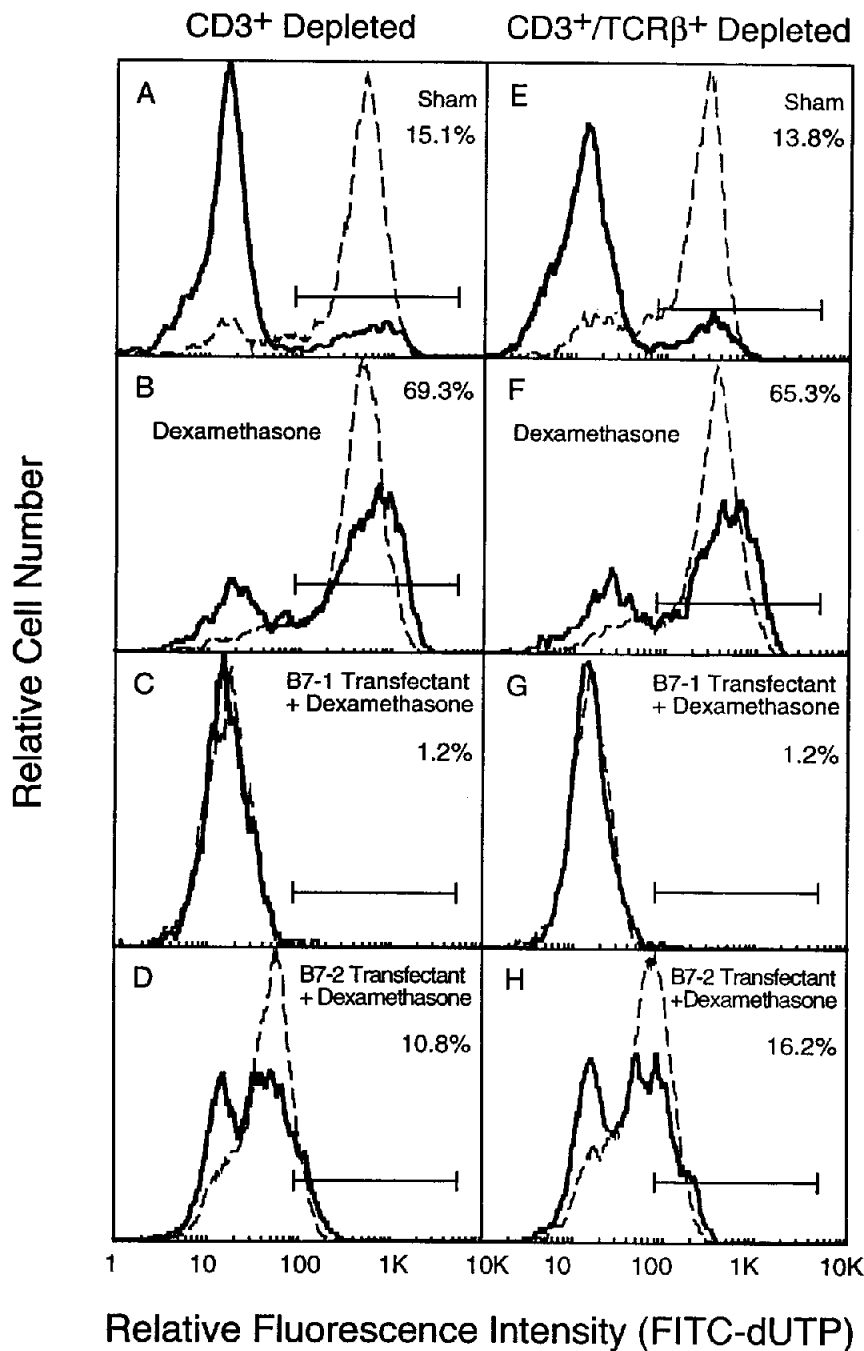 CD3+ Depleted
CD3+/TCRβ+ Depleted
A
Sham
15.1%
E
Sham
13.8%
B
69.3%
Dexamethasone
F
65.3%
Dexamethasone
C
B7-1 Transfectant
+ Dexamethasone
1.2%
G
B7-1 Transfectant
+ Dexamethasone
1.2%
D
B7-2 Transfectant
+ Dexamethasone
10.8%
H
B7-2 Transfectant
+Dexamethasone
16.2%
Relative Cell Number
1 10 100 1K 10K 10 100 1K 10K
Relative Fluorescence Intensity (FITC-dUTP)